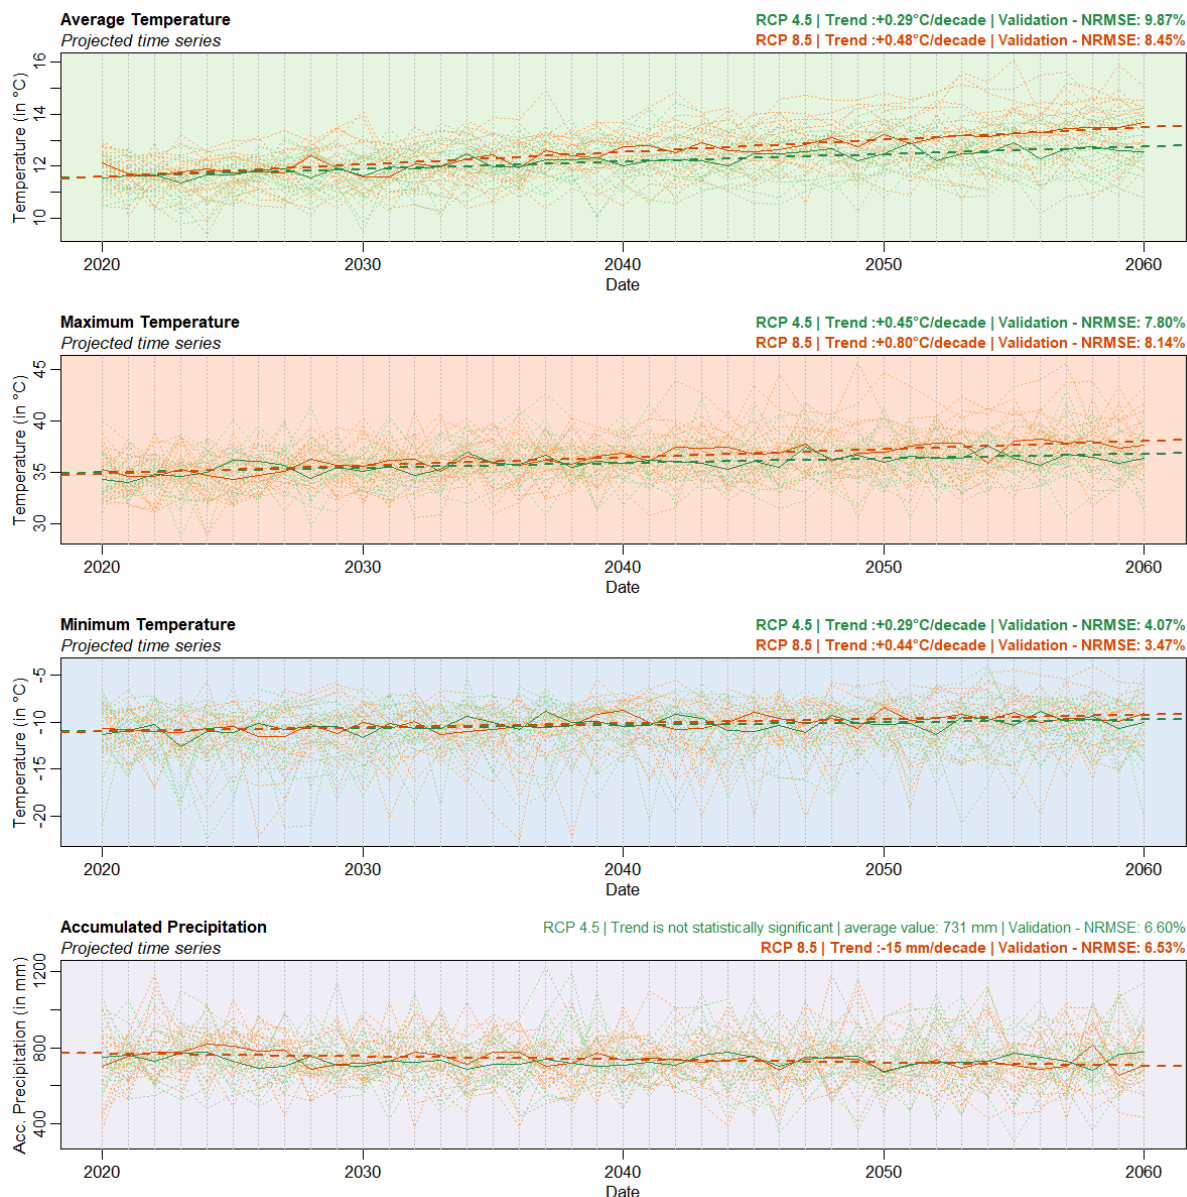 Average Temperature
RCP 4.5 | Trend :+0.29°C/decade | Validation - NRMSE: 9.87%
Projected time series
RCP 8.5 | Trend :+0.48°C/decade | Validation - NRMSE: 8.45%
Temperature (in °C)
16
14
12
10
2020
2030
2040
2050
2060
Date
Maximum Temperature
RCP 4.5 | Trend :+0.45°C/decade | Validation - NRMSE: 7.80%
Projected time series
RCP 8.5 | Trend :+0.80°C/decade | Validation - NRMSE: 8.14%
Temperature (in °C)
45
40
35
30
2020
2030
2040
2050
2060
Date
Minimum Temperature
RCP 4.5 | Trend :+0.29°C/decade | Validation - NRMSE: 4.07%
Projected time series
RCP 8.5 | Trend :+0.44°C/decade | Validation - NRMSE: 3.47%
Temperature (in °C)
-5
-10
-15
-20
2020
2030
2040
2050
2060
Date
Accumulated Precipitation
RCP 4.5 | Trend is not statistically significant | average value: 731 mm | Validation - NRMSE: 6.60%
Projected time series
RCP 8.5 | Trend :-15 mm/decade | Validation - NRMSE: 6.53%
Acc. Precipitation (in mm)
1200
800
400
2020
2030
2040
2050
2060
Date